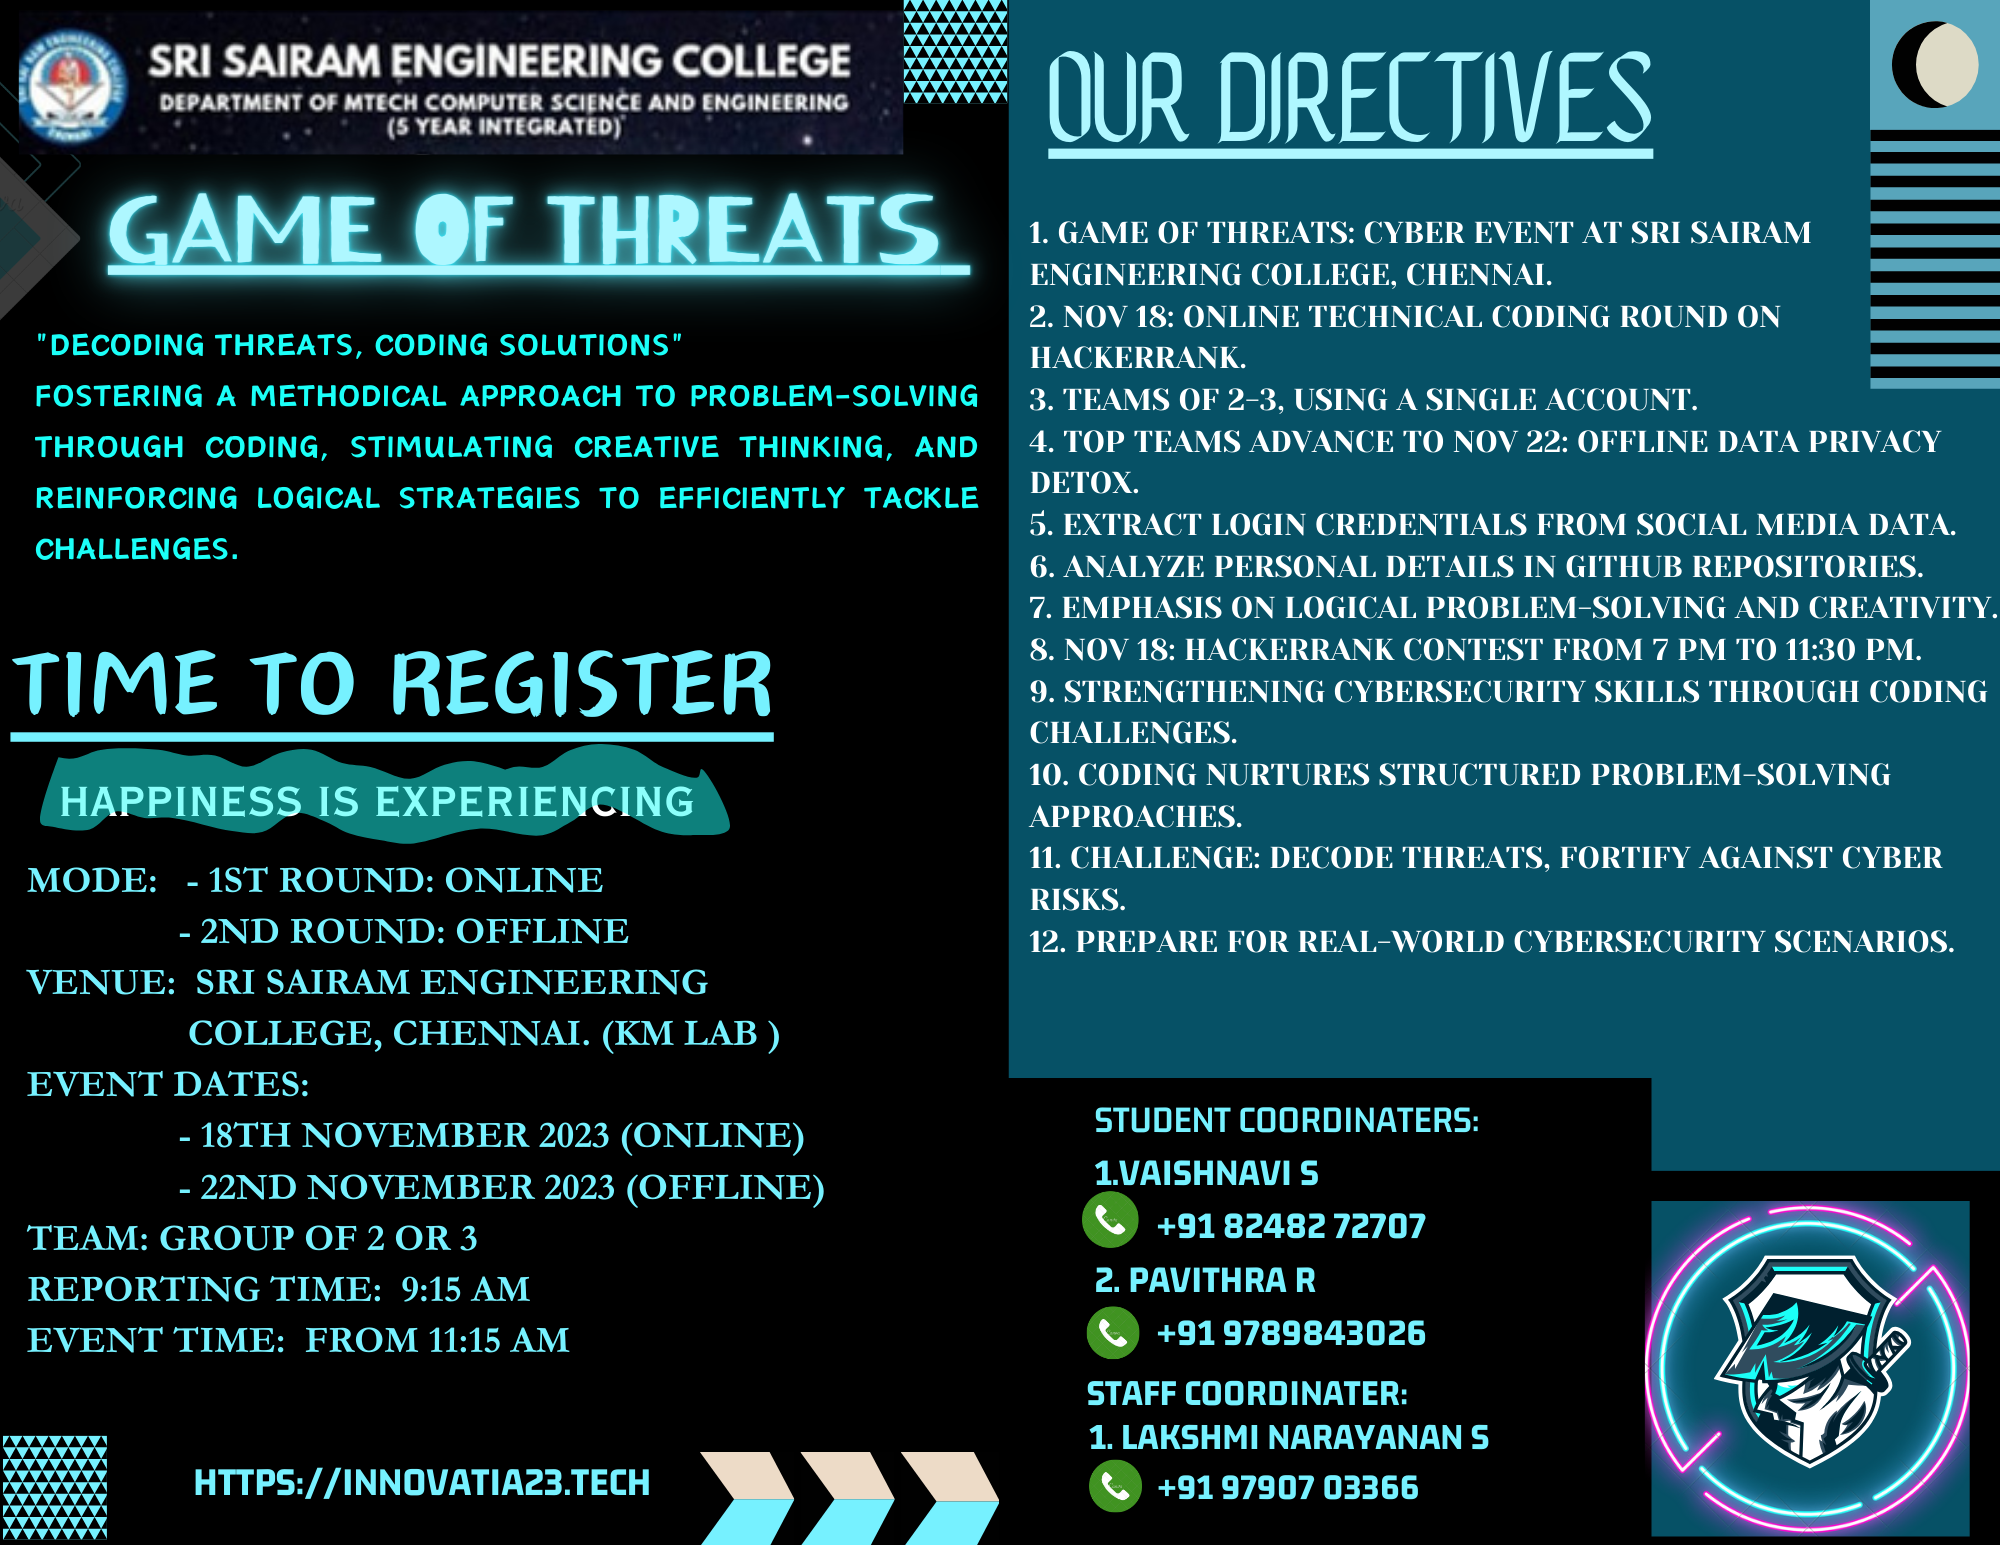 SRI SAIRAM ENGINEERING COLLEGE
DEPARTMENT OF MTECH COMPUTER SCIENCE AND ENGINEERING
(5 YEAR INTEGRATED)
GAME OF THREATS
"DECODING THREATS, CODING SOLUTIONS"
FOSTERING A METHODICAL APPROACH TO PROBLEM-SOLVING
THROUGH CODING, STIMULATING CREATIVE THINKING, AND
REINFORCING LOGICAL STRATEGIES TO EFFICIENTLY TACKLE
CHALLENGES.
TIME TO REGISTER
HAPPINESS IS EXPERIENCING
MODE: - 1ST ROUND: ONLINE
- 2ND ROUND: OFFLINE
VENUE: SRI SAIRAM ENGINEERING
COLLEGE, CHENNAI. (KM LAB )
EVENT DATES:
- 18TH NOVEMBER 2023 (ONLINE)
- 22ND NOVEMBER 2023 (OFFLINE)
TEAM: GROUP OF 2 OR 3
REPORTING TIME: 9:15 AM
EVENT TIME: FROM 11:15 AM
HTTPS://INNOVATIA23.TECH
OUR DIRECTIVES
1. GAME OF THREATS: CYBER EVENT AT SRI SAIRAM
ENGINEERING COLLEGE, CHENNAI.
2. NOV 18: ONLINE TECHNICAL CODING ROUND ON
HACKERRANK.
3. TEAMS OF 2-3, USING A SINGLE ACCOUNT.
4. TOP TEAMS ADVANCE TO NOV 22: OFFLINE DATA PRIVACY
DETOX.
5. EXTRACT LOGIN CREDENTIALS FROM SOCIAL MEDIA DATA.
6. ANALYZE PERSONAL DETAILS IN GITHUB REPOSITORIES.
7. EMPHASIS ON LOGICAL PROBLEM-SOLVING AND CREATIVITY.
8. NOV 18: HACKERRANK CONTEST FROM 7 PM TO 11:30 PM.
9. STRENGTHENING CYBERSECURITY SKILLS THROUGH CODING
CHALLENGES.
10. CODING NURTURES STRUCTURED PROBLEM-SOLVING
APPROACHES.
11. CHALLENGE: DECODE THREATS, FORTIFY AGAINST CYBER
RISKS.
12. PREPARE FOR REAL-WORLD CYBERSECURITY SCENARIOS.
STUDENT COORDINATERS:
1.VAISHNAVI S
+91 82482 72707
2. PAVITHRA R
+91 9789843026
STAFF COORDINATER:
1. LAKSHMI NARAYANAN S
+91 97907 03366